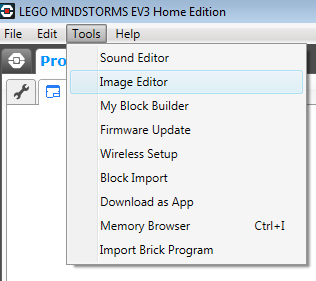 LEGO MINDSTORMS EV3 Home Edition
File Edit Tools Help
Pro
Sound Editor
Image Editor
My Block Builder
Firmware Update
Wireless Setup
Block Import
Download as App
Memory Browser Ctrl+I
Import Brick Program